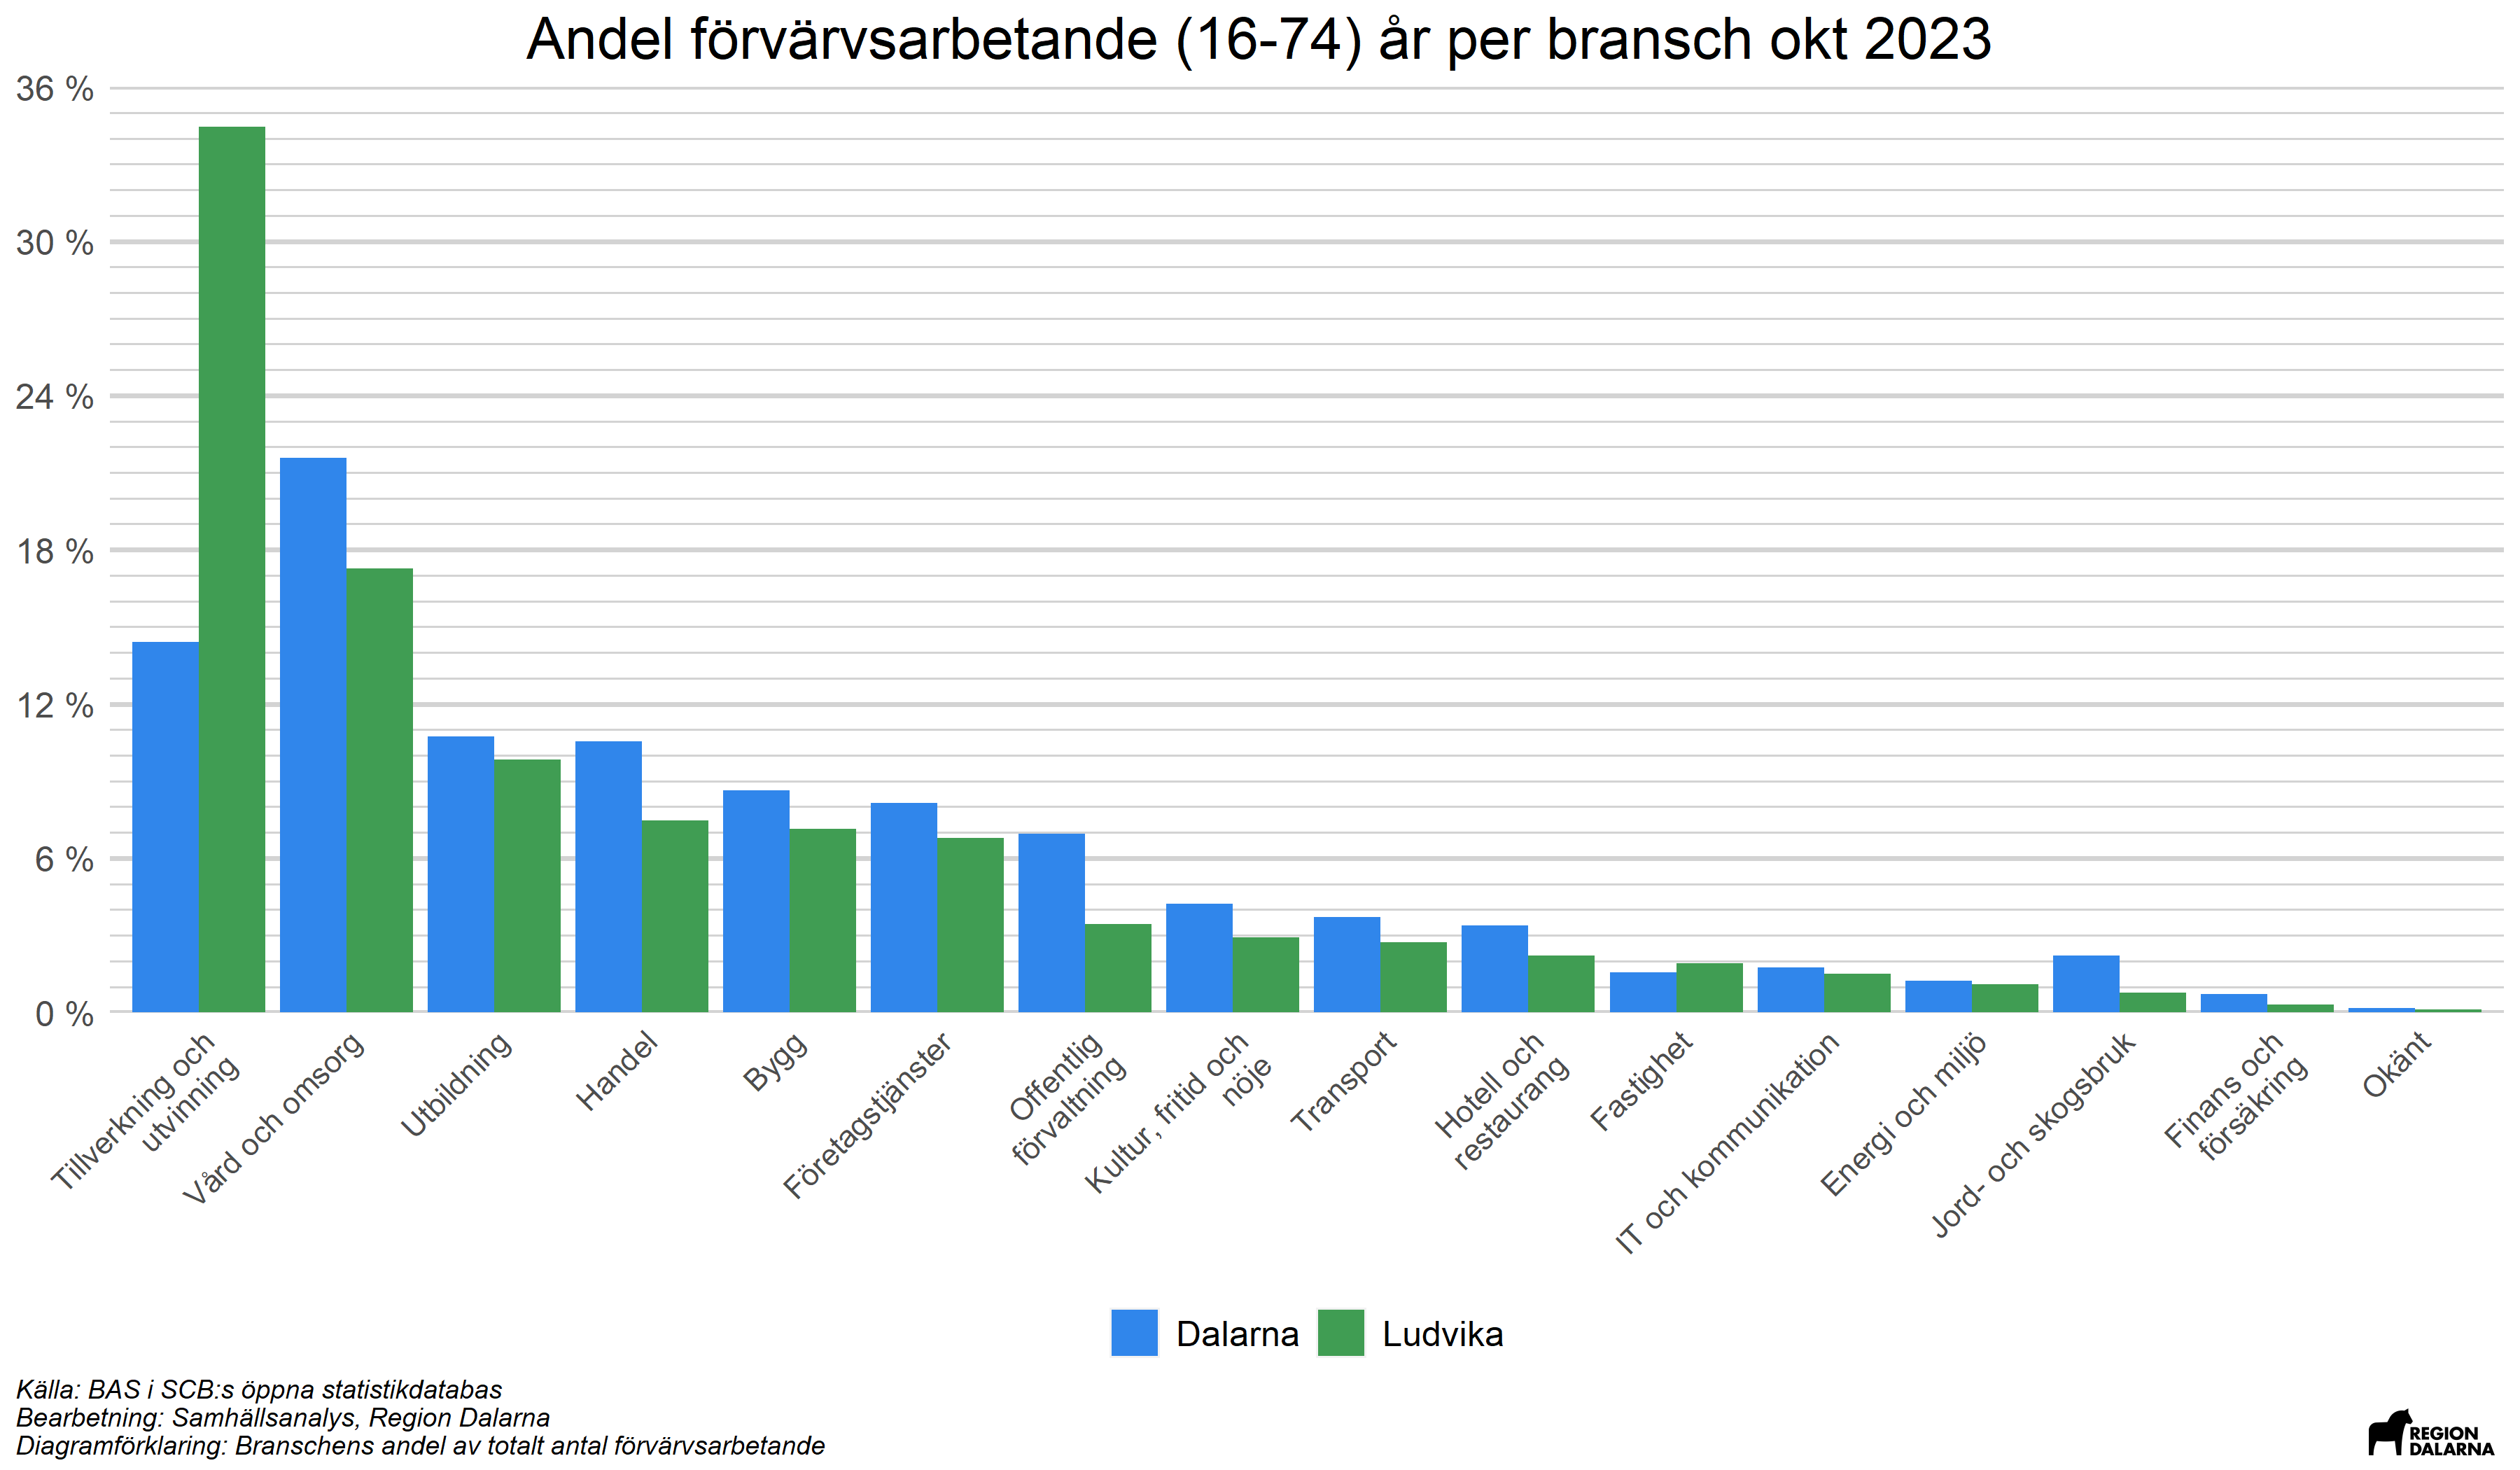 Andel förvärvsarbetande (16-74) år per bransch okt 2023
36 %
30 %
24 %
18 %
12 %
6 %
0 %
Tillverkning och
utvinning
Vård och omsorg
Utbildning
Handel
Bygg
Företagstjänster
Offentlig
förvaltning
Kultur, fritid och
nöje
Transport
Hotell och
restaurang
Fastighet
IT och kommunikation
Energi och miljö
Jord- och skogsbruk
Finans och
försäkring
Okänt
Dalarna
Ludvika
Källa: BAS i SCB:s öppna statistikdatabas
Bearbetning: Samhällsanalys, Region Dalarna
Diagramförklaring: Branschens andel av totalt antal förvärvsarbetande
REGION
DALARNA